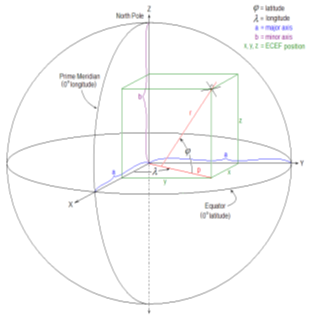 Z
North Pole
φ = latitude
λ = longitude
a = major axis
b = minor axis
x, y, z = ECEF position
Prime Meridian
(0° longitude)
b
r
z
φ
a
a
Y
λ
p
x
y
X
Equator
(0° latitude)